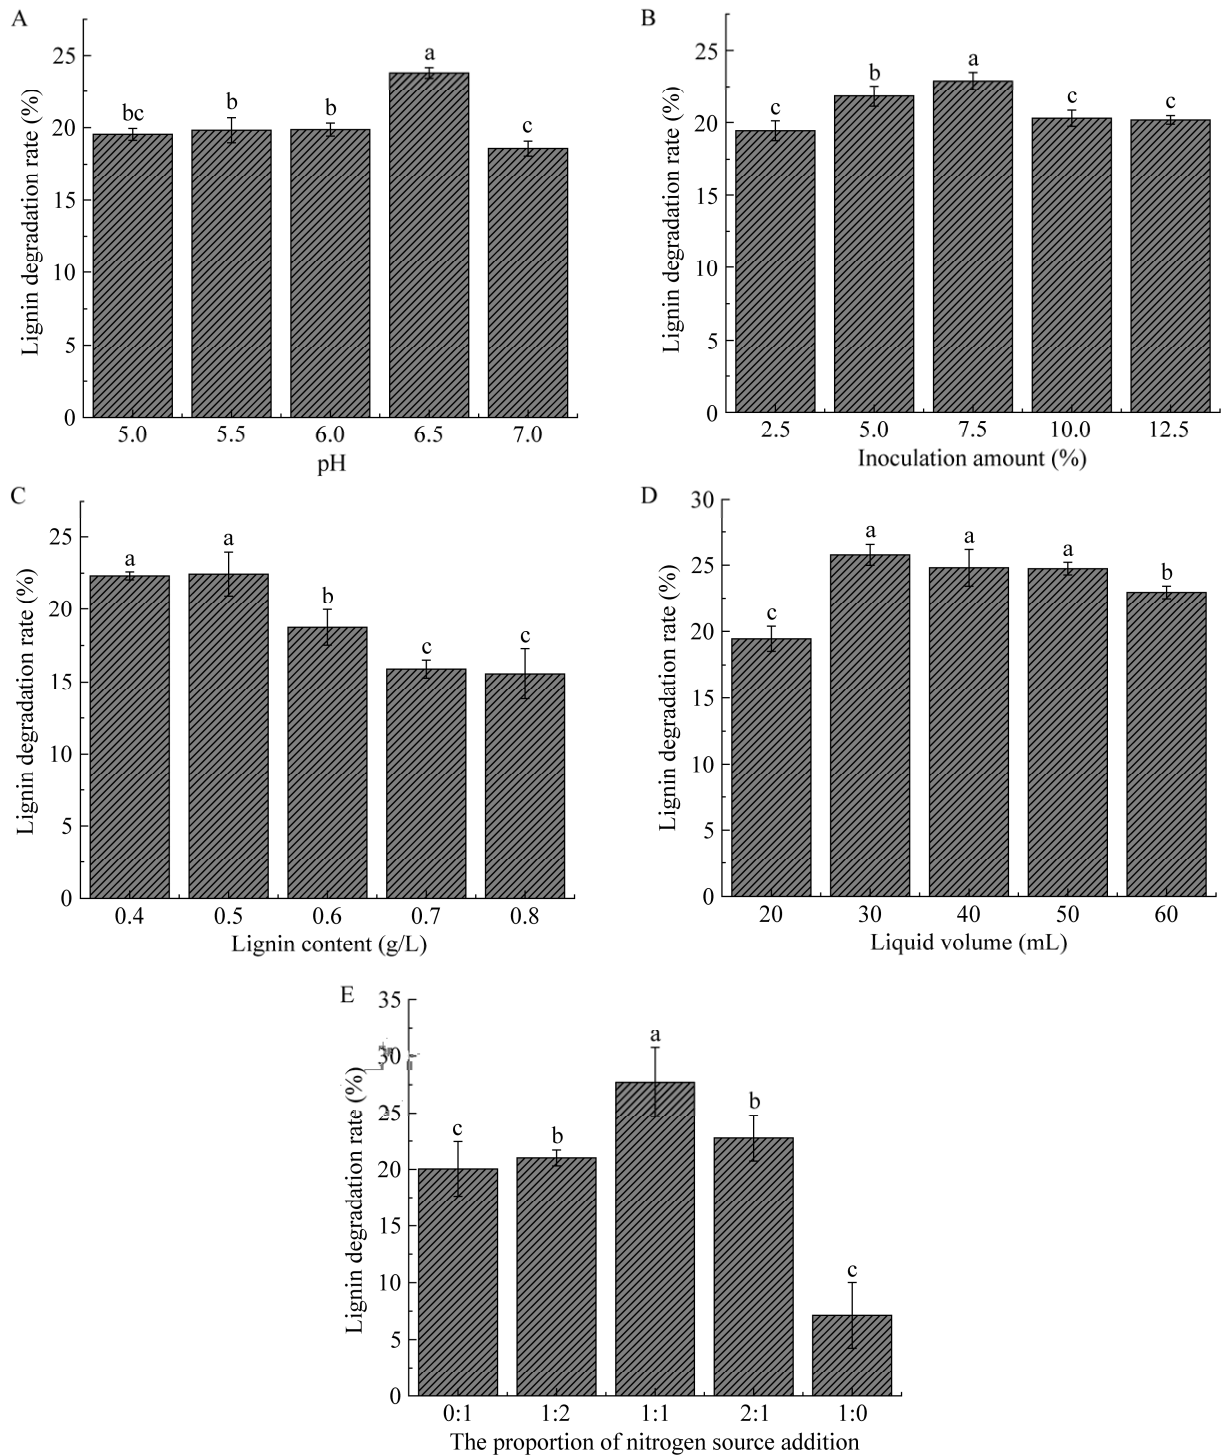 A
Lignin degradation rate (%)
25
20
15
10
5
0
bc
b
b
a
c
5.0 5.5 6.0 6.5 7.0
pH
B
Lignin degradation rate (%)
25
20
15
10
5
0
c
b
a
c
c
2.5 5.0 7.5 10.0 12.5
Inoculation amount (%)
C
Lignin degradation rate (%)
25
20
15
10
5
0
a
a
b
c
c
0.4 0.5 0.6 0.7 0.8
Lignin content (g/L)
D
Lignin degradation rate (%)
30
25
20
15
10
5
0
c
a
a
a
b
20 30 40 50 60
Liquid volume (mL)
E
Lignin degradation rate (%)
35
30
25
20
15
10
5
0
c
b
a
b
c
0:1 1:2 1:1 2:1 1:0
The proportion of nitrogen source addition